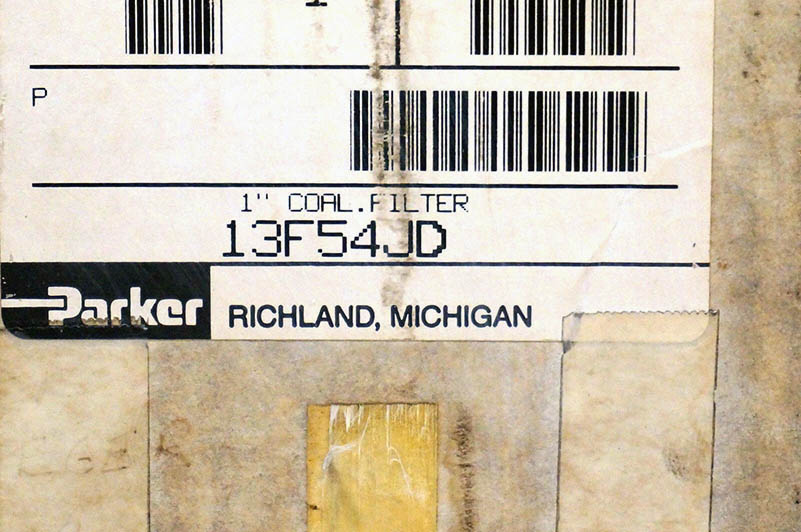 P
1" COAL.FILTER
13F54JD
Parker
RICHLAND, MICHIGAN